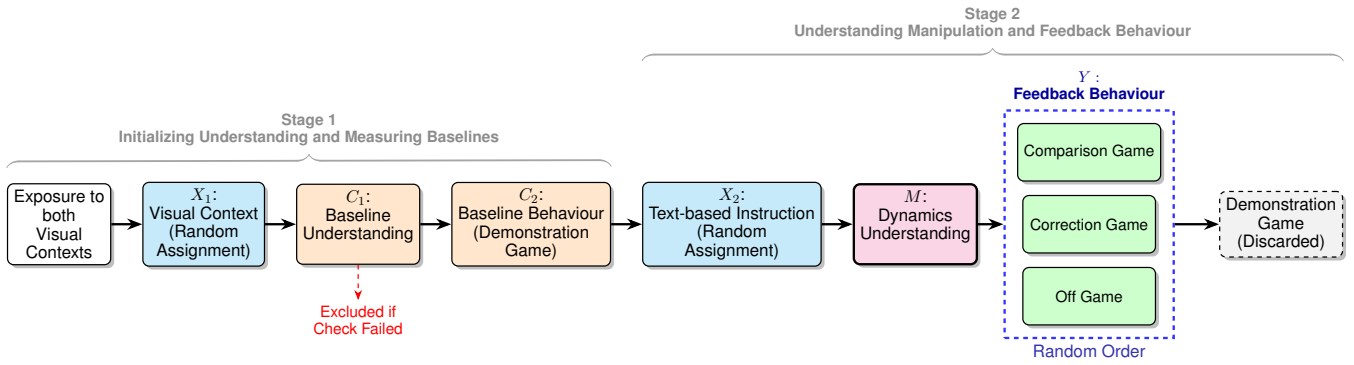 Stage 2
Understanding Manipulation and Feedback Behaviour
Stage 1
Initializing Understanding and Measuring Baselines
Exposure to
both
Visual
Contexts
X₁:
Visual Context
(Random
Assignment)
C₁:
Baseline
Understanding
Excluded if
Check Failed
C₂:
Baseline Behaviour
(Demonstration
Game)
X₂:
Text-based Instruction
(Random
Assignment)
M:
Dynamics
Understanding
Y :
Feedback Behaviour
Comparison Game
Correction Game
Off Game
Random Order
Demonstration
Game
(Discarded)